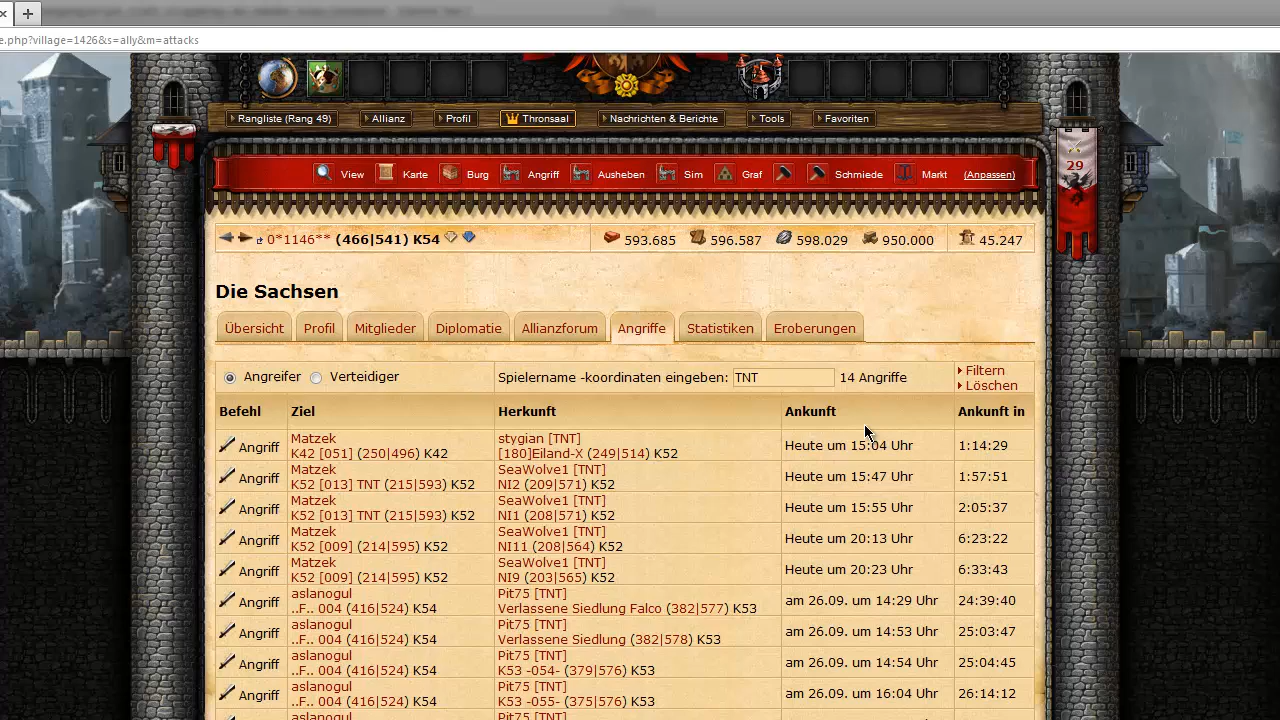 e.php?village=1426&s=ally&m=attacks
Rangliste (Rang 49) Allianz Profil Thronsaal Nachrichten & Berichte Tools Favoriten
View Karte Burg Angriff Ausheben Sim Graf Schmiede Markt (Anpassen)
29
0*1146** (466|541) K54 593.685 596.587 598.029 950.000 45.247
Die Sachsen
Übersicht Profil Mitglieder Diplomatie Allianzforum Angriffe Statistiken Eroberungen
Angreifer Verteidiger Spielername -koordinaten eingeben: TNT 14 Angriffe Filtern
Löschen
Befehl Ziel Herkunft Ankunft Ankunft in
Angriff Matzek stygian [TNT] Heute um 15:04 Uhr 1:14:29
K42 [051] (250|496) K42 [180]Eiland-X (249|514) K52
Angriff Matzek SeaWolve1 [TNT] Heute um 15:47 Uhr 1:57:51
K52 [013] TNT (215|593) K52 NI2 (209|571) K52
Angriff Matzek SeaWolve1 [TNT] Heute um 15:55 Uhr 2:05:37
K52 [013] TNT (215|593) K52 NI1 (208|571) K52
Angriff Matzek SeaWolve1 [TNT] Heute um 20:13 Uhr 6:23:22
K52 [009] (214|595) K52 NI11 (208|564) K52
Angriff Matzek SeaWolve1 [TNT] Heute um 20:23 Uhr 6:33:43
K52 [009] (214|595) K52 NI9 (203|565) K52
Angriff aslanogul Pit75 [TNT] am 26.09. um 14:29 Uhr 24:39:40
..F.. 004 (416|524) K54 Verlassene Siedlung Falco (382|577) K53
Angriff aslanogul Pit75 [TNT] am 26.09. um 14:53 Uhr 25:03:47
..F.. 004 (416|524) K54 Verlassene Siedlung (382|578) K53
Angriff aslanogul Pit75 [TNT] am 26.09. um 14:54 Uhr 25:04:45
..F.. 004 (416|524) K54 K53 -054- (379|576) K53
Angriff aslanogul Pit75 [TNT] am 26.09. um 16:04 Uhr 26:14:12
..F.. 004 (416|524) K54 K53 -055- (375|576) K53
aslanogul Pit75 [TNT]